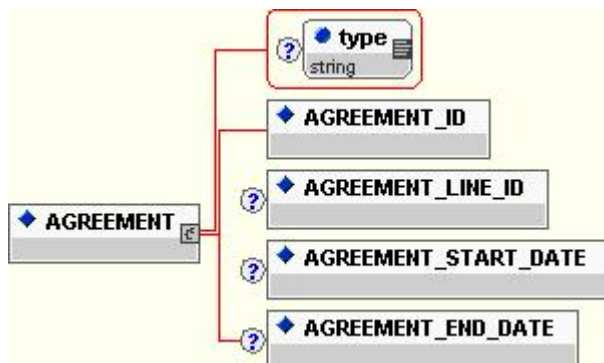 ? type
string
AGREEMENT_ID
? AGREEMENT_LINE_ID
AGREEMENT
? AGREEMENT_START_DATE
? AGREEMENT_END_DATE